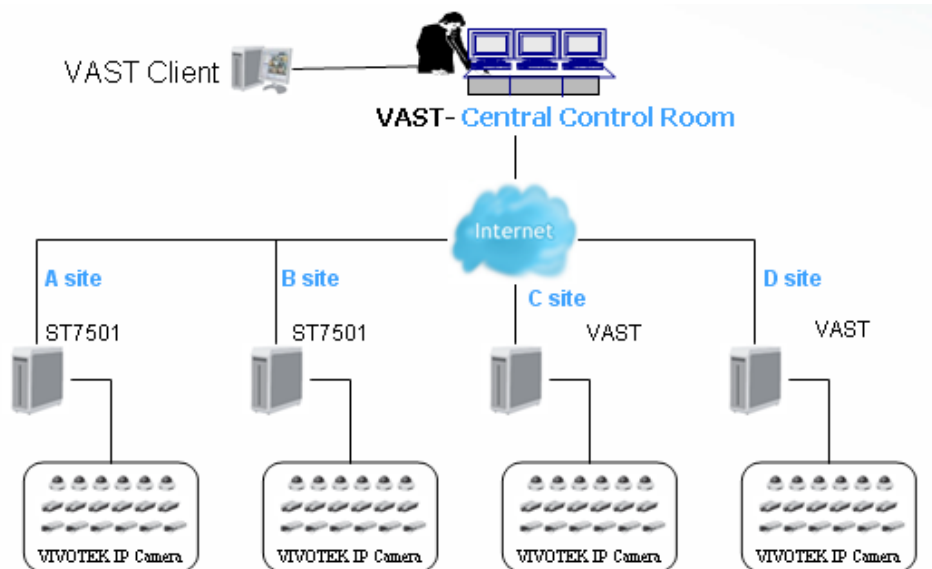 VAST Client
VAST- Central Control Room
Internet
A site
B site
C site
D site
ST7501
ST7501
VAST
VAST
VIVOTEK IP Camera
VIVOTEK IP Camera
VIVOTEK IP Camera
VIVOTEK IP Camera